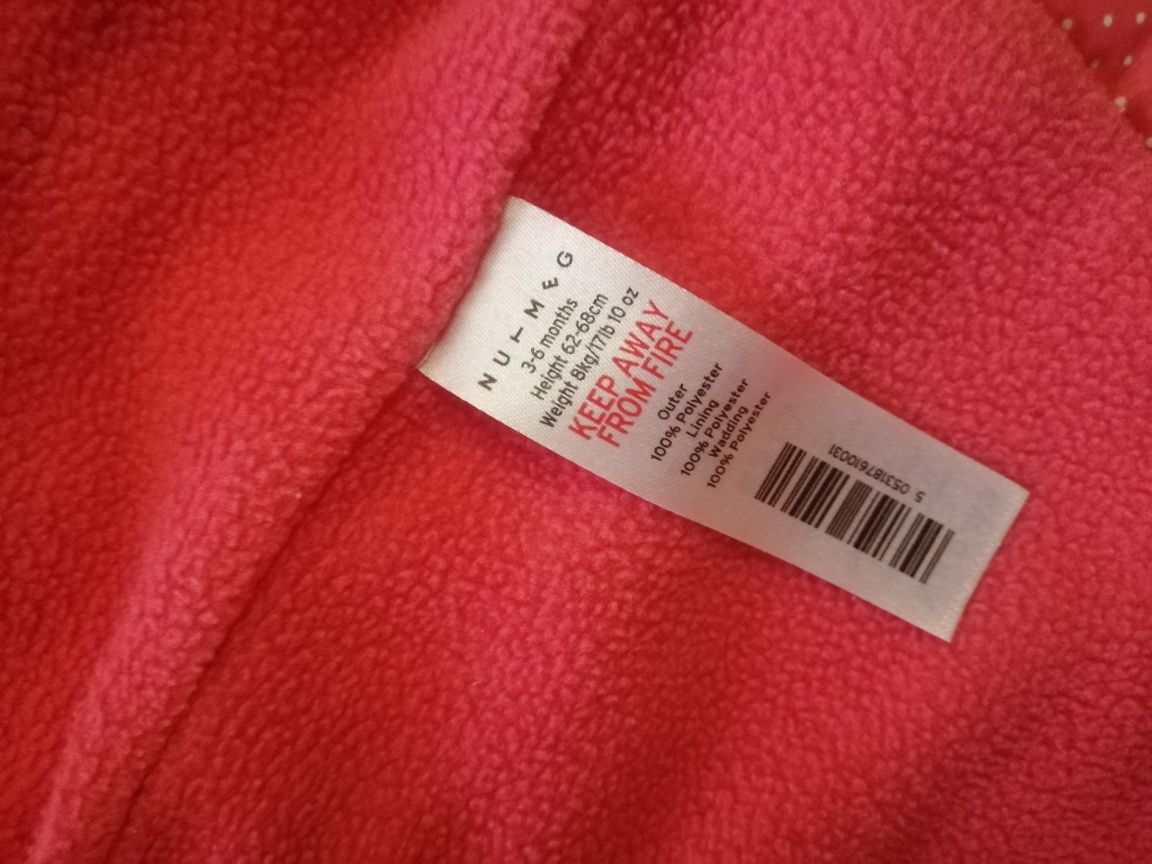 NUTMEG
3-6 months
Height 62-68cm
Weight 8kg/17lb 10 oz
KEEP AWAY
FROM FIRE
Outer
100% Polyester
Lining
100% Polyester
Wadding
100% Polyester
5 053187610031